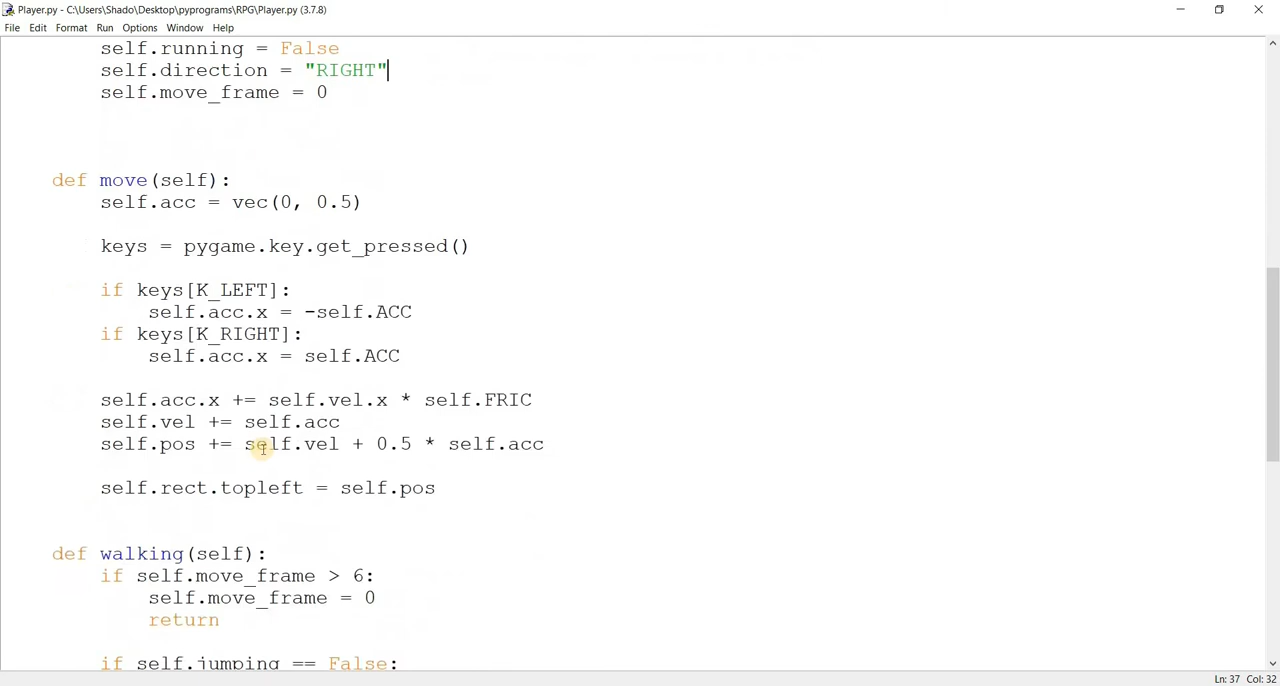 Player.py - C:\Users\Shado\Desktop\pyprograms\RPG\Player.py (3.7.8)
File Edit Format Run Options Window Help
self.running = False
self.direction = "RIGHT"
self.move_frame = 0
def move(self):
self.acc = vec(0, 0.5)
keys = pygame.key.get_pressed()
if keys[K_LEFT]:
self.acc.x = -self.ACC
if keys[K_RIGHT]:
self.acc.x = self.ACC
self.acc.x += self.vel.x * self.FRIC
self.vel += self.acc
self.pos += self.vel + 0.5 * self.acc
self.rect.topleft = self.pos
def walking(self):
if self.move_frame > 6:
self.move_frame = 0
return
if self.jumping == False:
Ln: 37 Col: 32